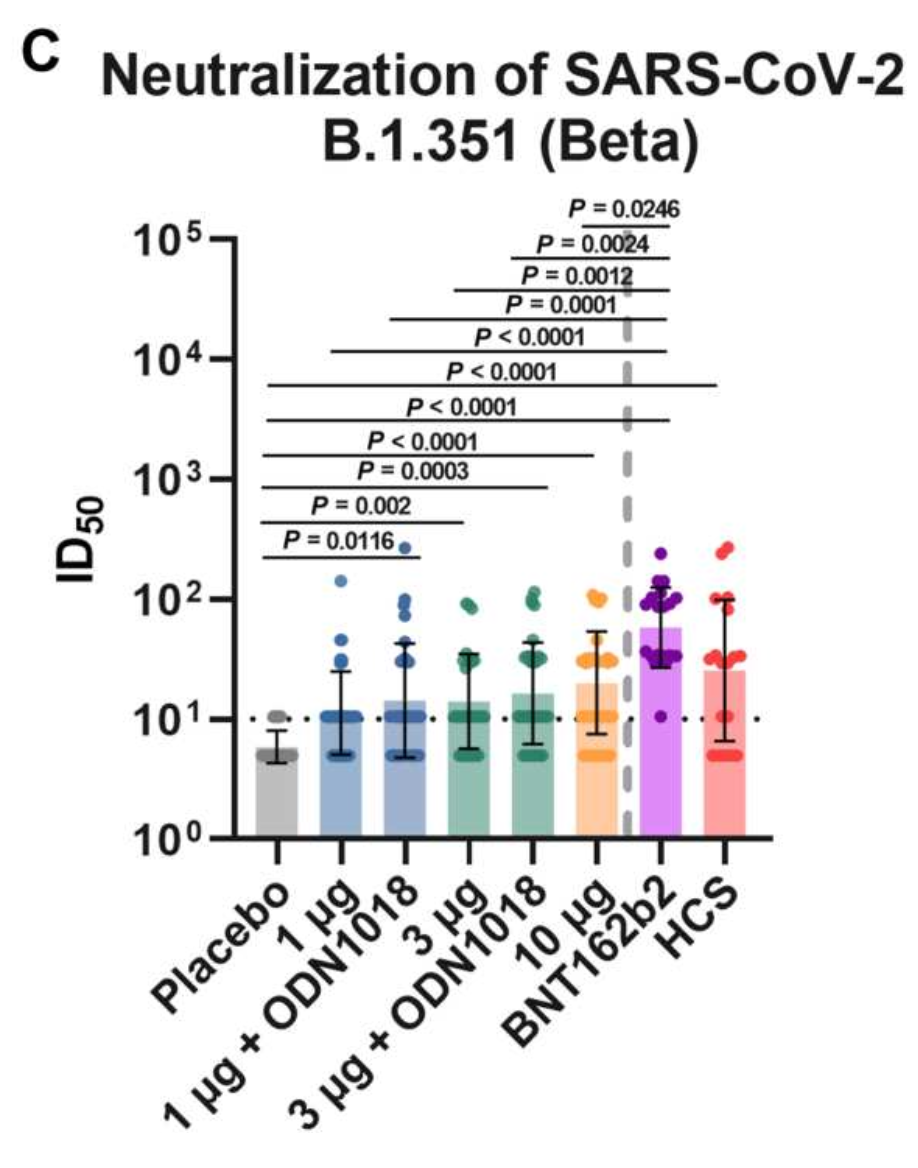 C
Neutralization of SARS-CoV-2
B.1.351 (Beta)
P = 0.0246
P = 0.0024
P = 0.0012
P = 0.0001
P < 0.0001
P < 0.0001
P < 0.0001
P < 0.0001
P = 0.0003
P = 0.002
P = 0.0116
ID50
10^5
10^4
10^3
10^2
10^1
10^0
Placebo
1 µg
1 µg + ODN1018
3 µg
3 µg + ODN1018
10 µg
BNT162b2
HCS